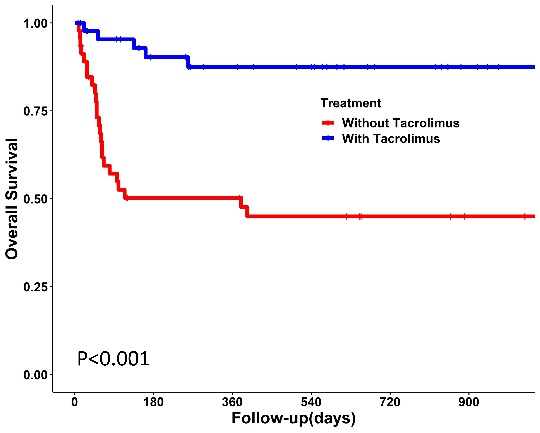 1.00
0.75
0.50
0.25
0.00
Overall Survival
Treatment
Without Tacrolimus
With Tacrolimus
P<0.001
0 180 360 540 720 900
Follow-up(days)